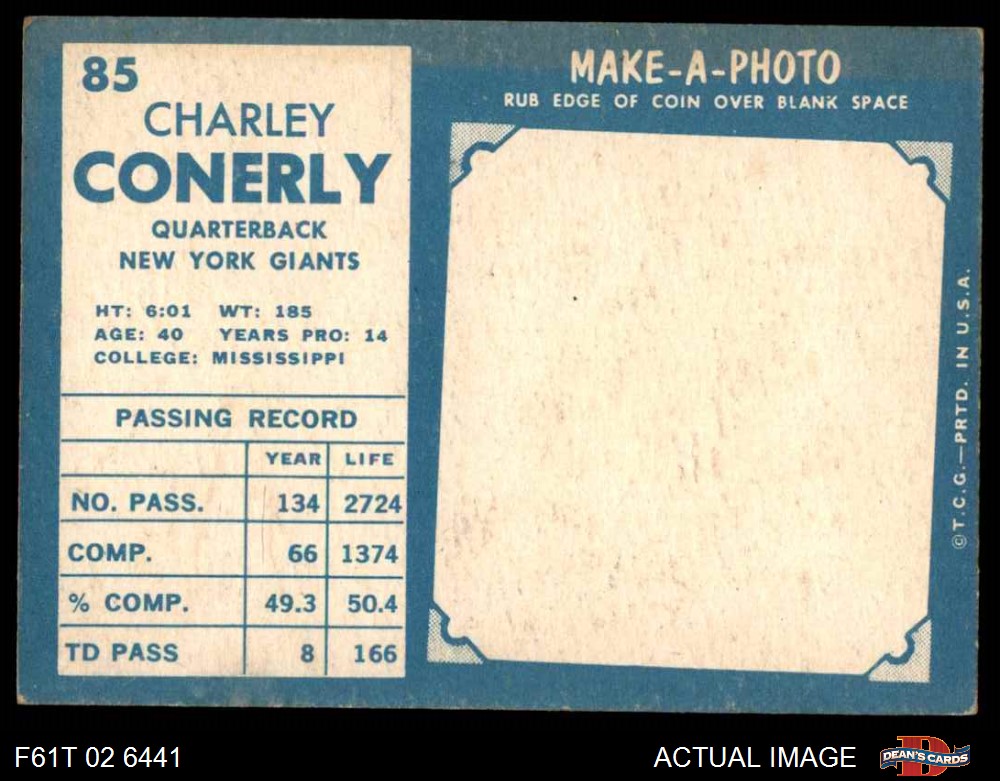 85
CHARLEY
CONERLY
QUARTERBACK
NEW YORK GIANTS
HT: 6:01 WT: 185
AGE: 40 YEARS PRO: 14
COLLEGE: MISSISSIPPI
PASSING RECORD
YEAR LIFE
NO. PASS. 134 2724
COMP. 66 1374
% COMP. 49.3 50.4
TD PASS 8 166
MAKE-A-PHOTO
RUB EDGE OF COIN OVER BLANK SPACE
©T.C.G.—PRTD. IN U.S.A.
F61T 02 6441
ACTUAL IMAGE
DEAN'S CARDS